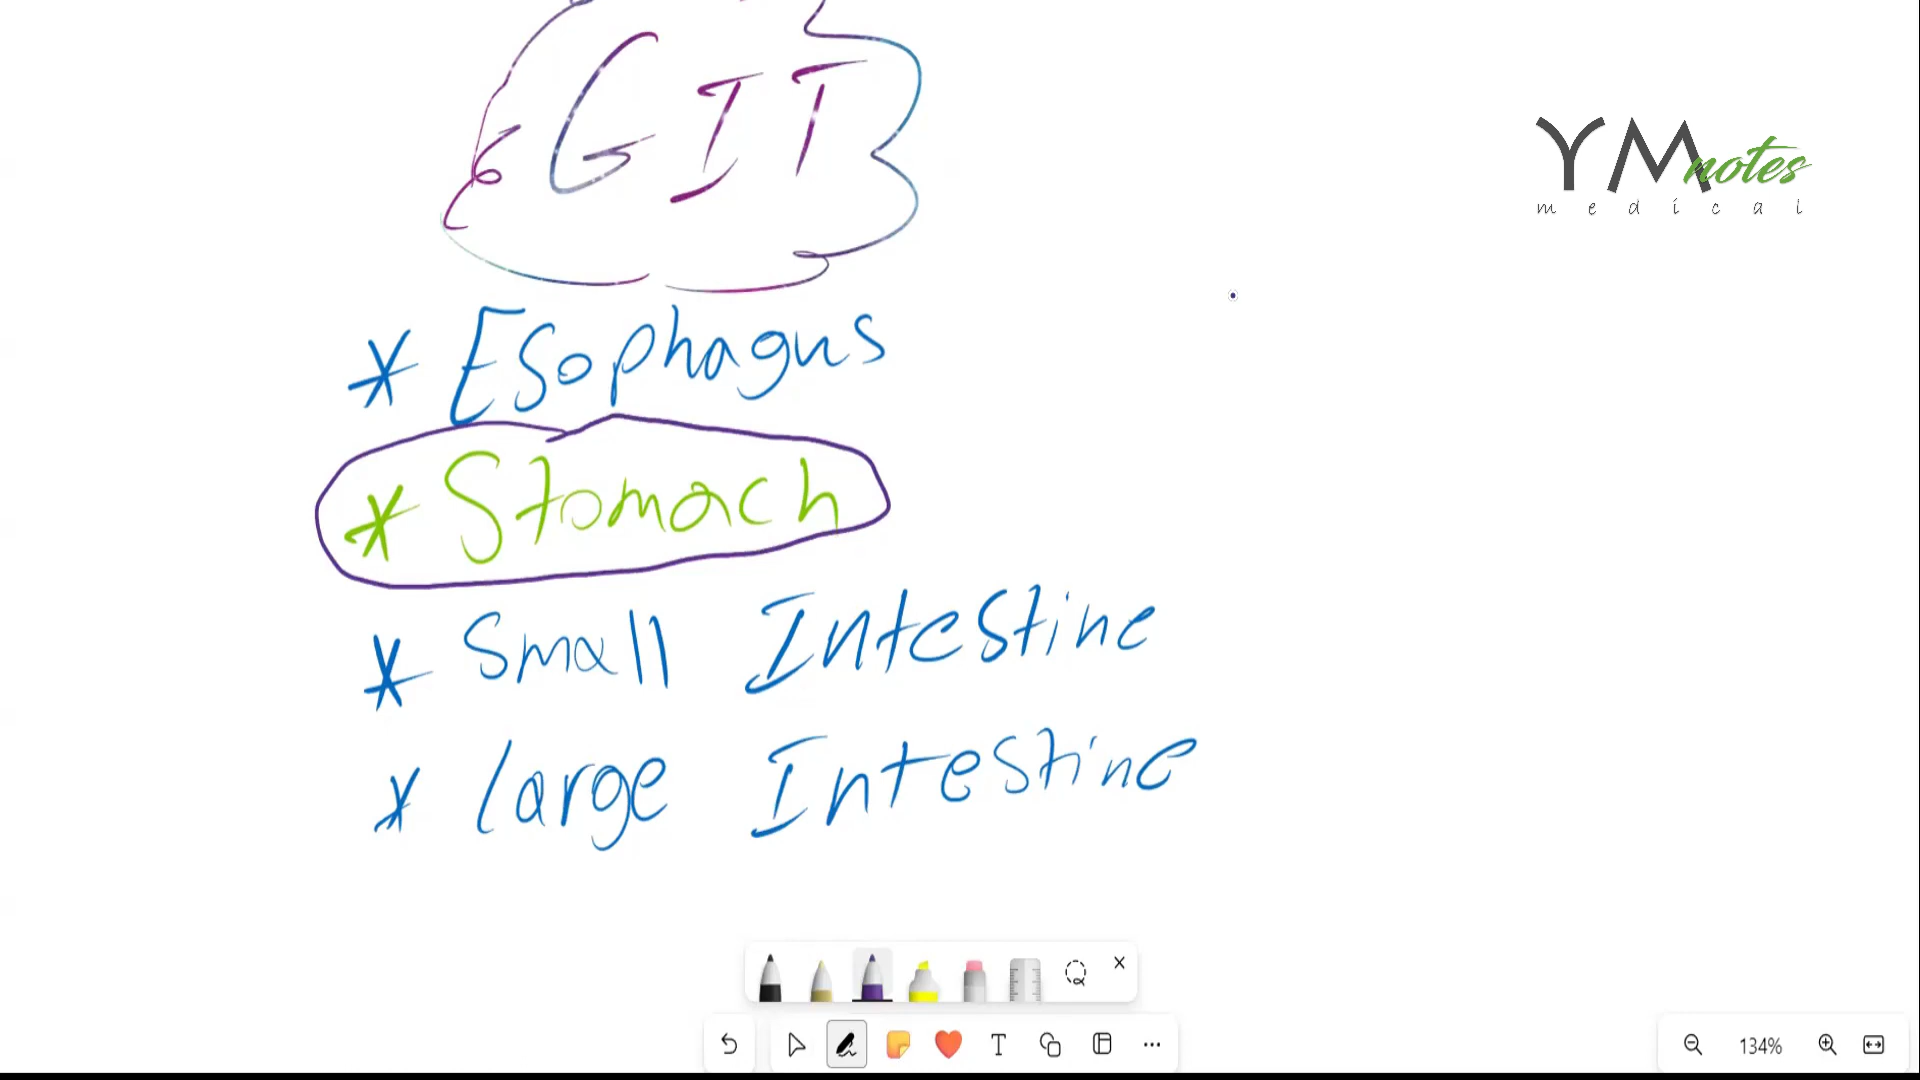 GIT
YM notes
medical
* Esophagus
* Stomach
* Small Intestine
* large Intestine
134%